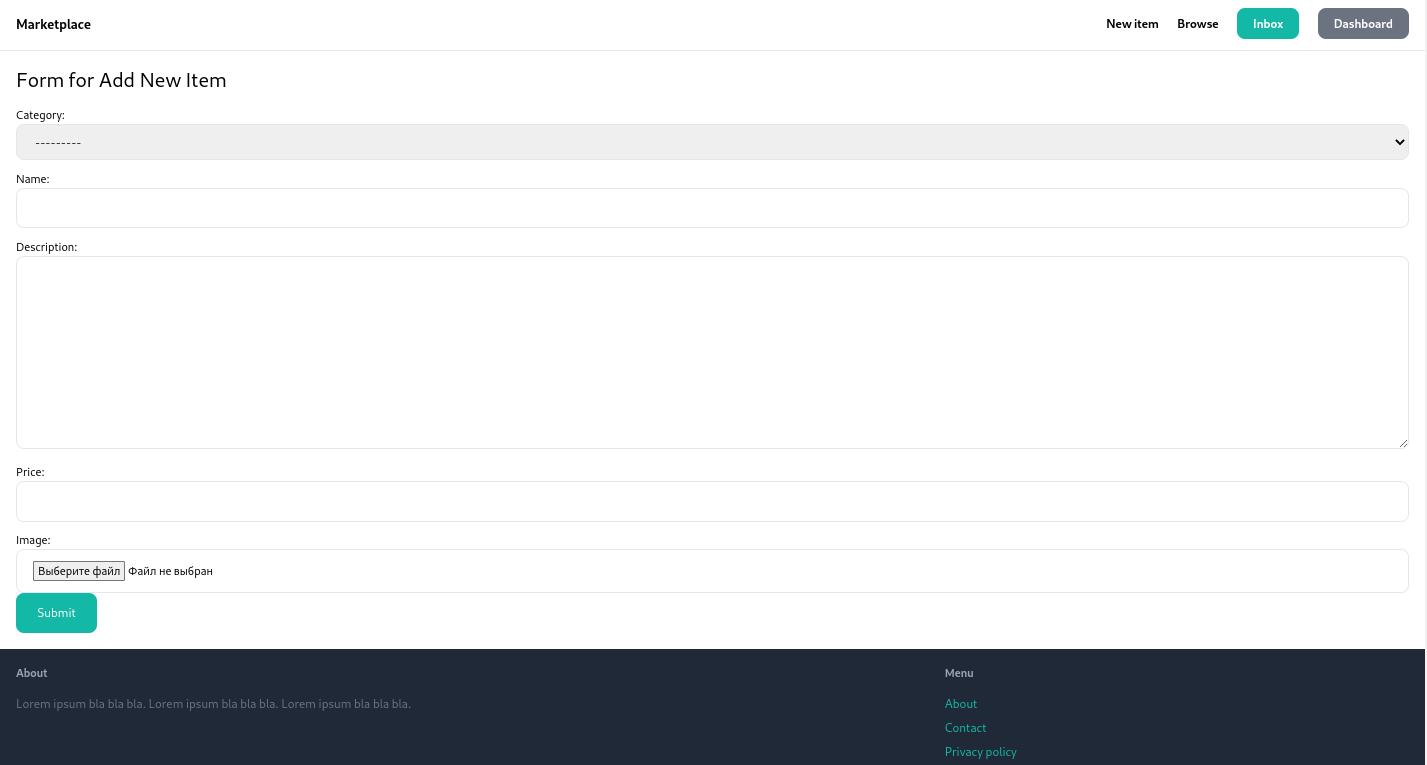 Marketplace New item Browse Inbox Dashboard
Form for Add New Item
Category:
---------
Name:
Description:
Price:
Image:
Выберите файл Файл не выбран
Submit
About
Lorem ipsum bla bla bla. Lorem ipsum bla bla bla. Lorem ipsum bla bla bla.
Menu
About
Contact
Privacy policy